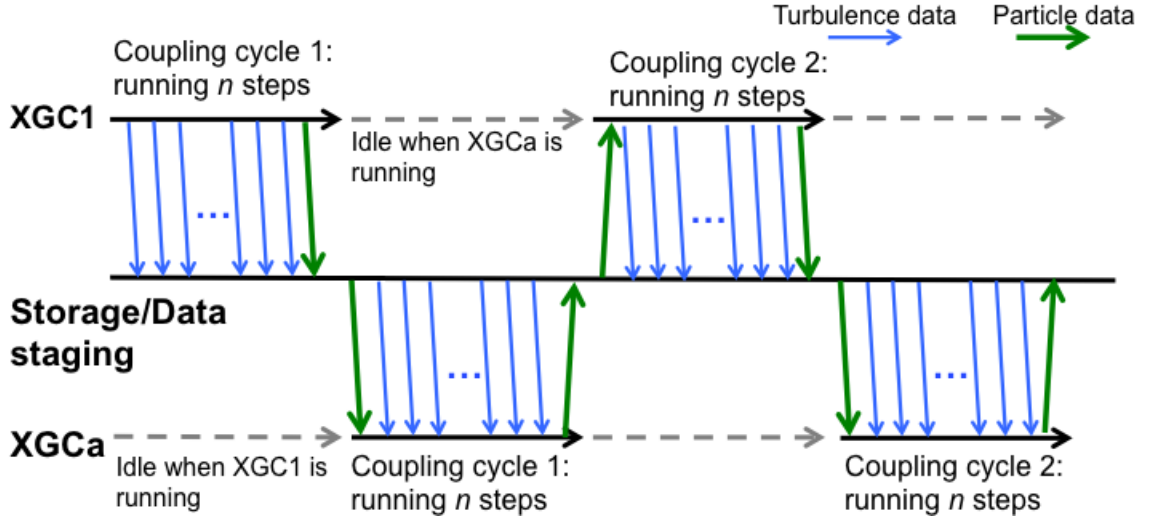 Turbulence data
Particle data
Coupling cycle 1:
running n steps
Coupling cycle 2:
running n steps
XGC1
Idle when XGCa is
running
...
...
Storage/Data
staging
...
...
XGCa
Idle when XGC1 is
running
Coupling cycle 1:
running n steps
Coupling cycle 2:
running n steps